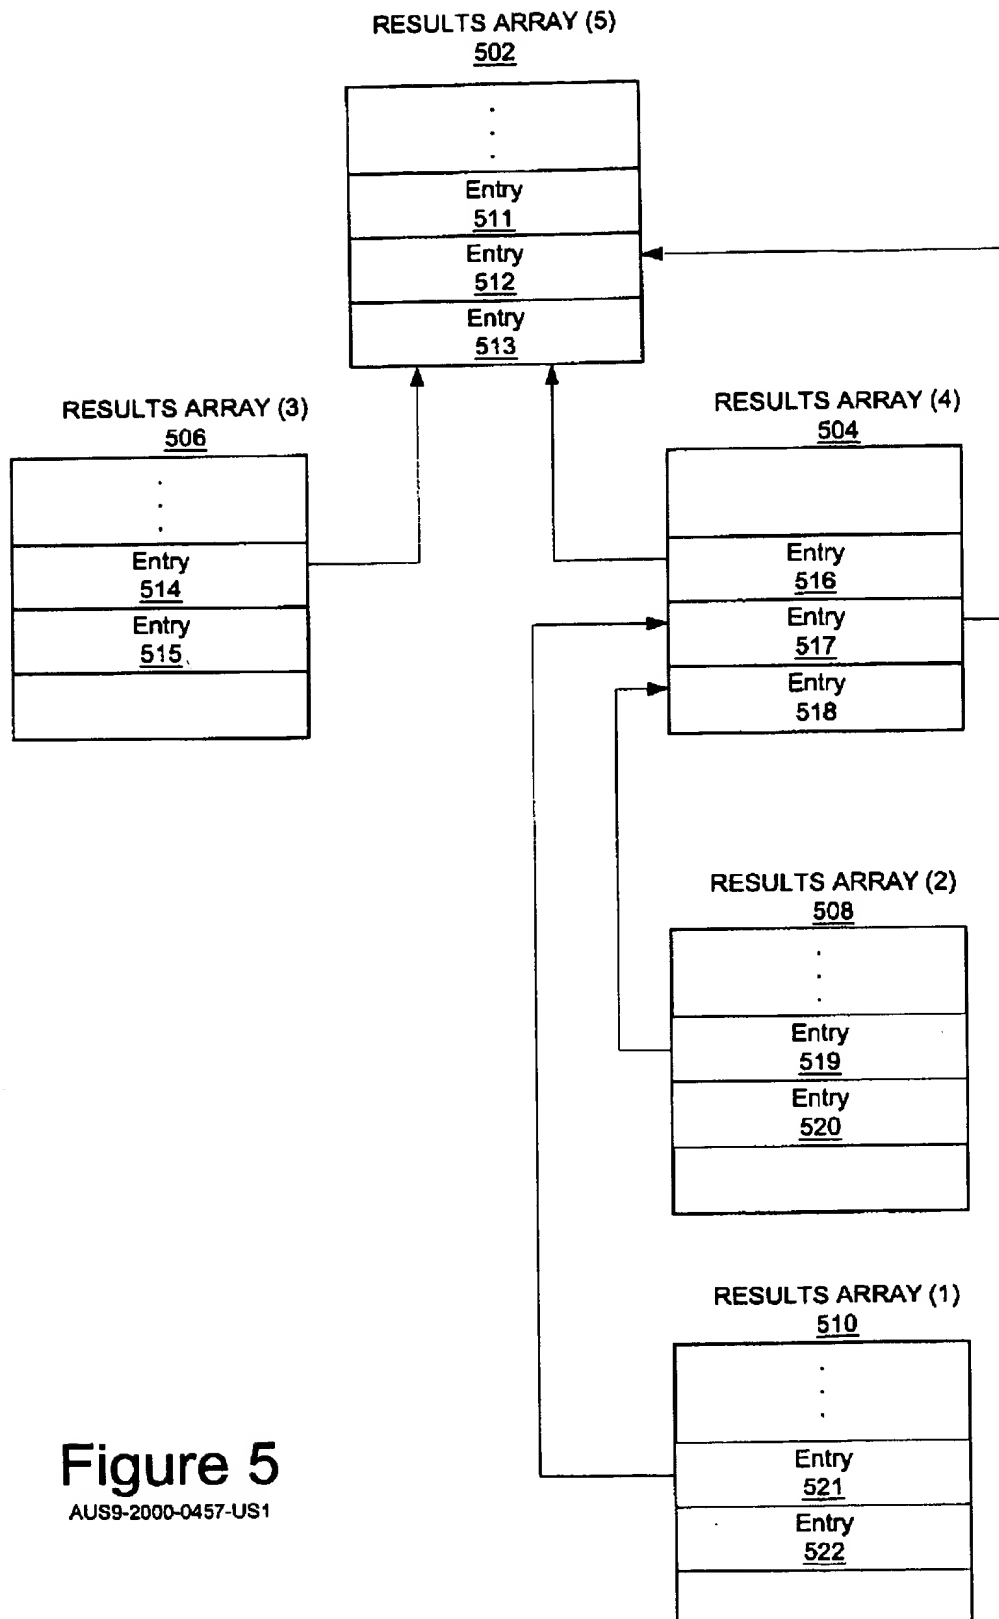 RESULTS ARRAY (5)
502
Entry
511
Entry
512
Entry
513
RESULTS ARRAY (3)
506
Entry
514
Entry
515
RESULTS ARRAY (4)
504
Entry
516
Entry
517
Entry
518
RESULTS ARRAY (2)
508
Entry
519
Entry
520
RESULTS ARRAY (1)
510
Entry
521
Entry
522
Figure 5
AUS9-2000-0457-US1